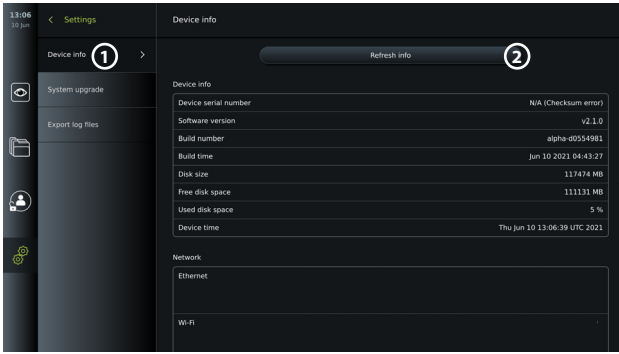 13:06
10 Jun
Settings
Device info
Device info
1
System upgrade
Export log files
Refresh info
2
Device info
Device serial number N/A (Checksum error)
Software version v2.1.0
Build number alpha-d0554981
Build time Jun 10 2021 04:43:27
Disk size 117474 MB
Free disk space 111131 MB
Used disk space 5 %
Device time Thu Jun 10 13:06:39 UTC 2021
Network
Ethernet
Wi-Fi